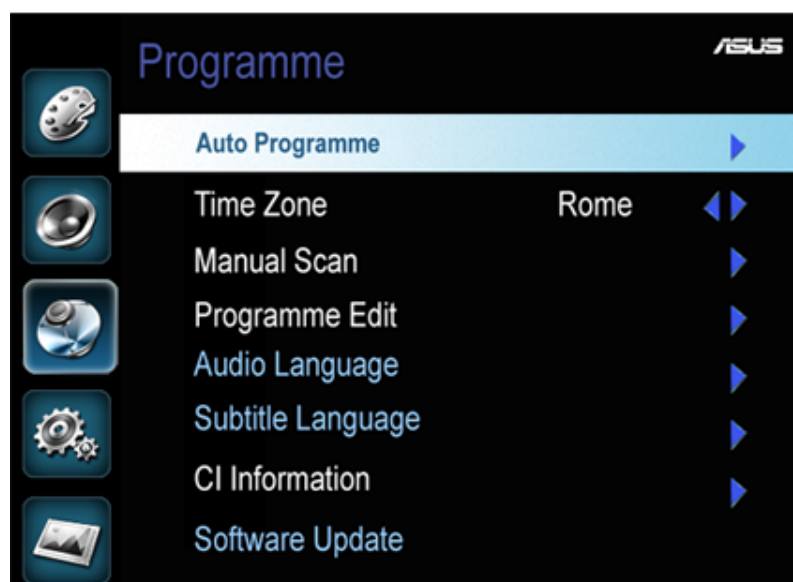 Programme
ASUS
Auto Programme
Time Zone Rome
Manual Scan
Programme Edit
Audio Language
Subtitle Language
CI Information
Software Update